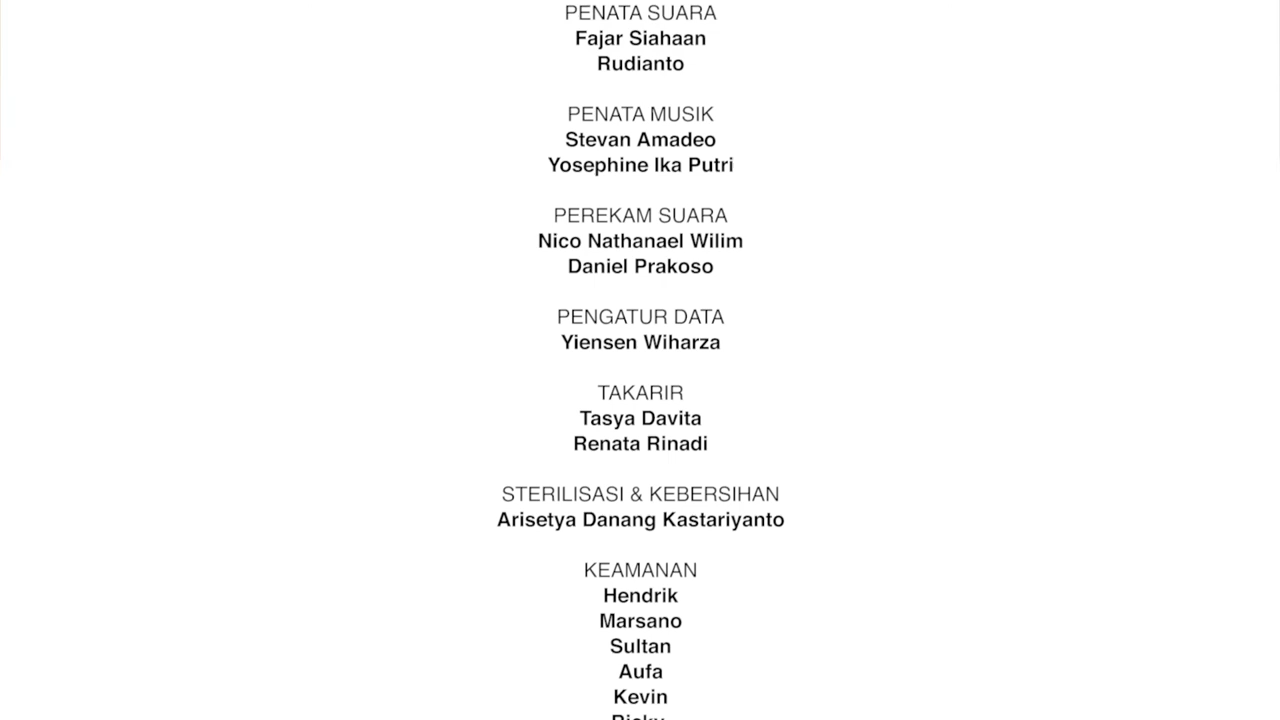 PENATA SUARA
Fajar Siahaan
Rudianto
PENATA MUSIK
Stevan Amadeo
Yosephine Ika Putri
PEREKAM SUARA
Nico Nathanael Wilim
Daniel Prakoso
PENGATUR DATA
Yiensen Wiharza
TAKARIR
Tasya Davita
Renata Rinadi
STERILISASI & KEBERSIHAN
Arisetya Danang Kastariyanto
KEAMANAN
Hendrik
Marsano
Sultan
Aufa
Kevin